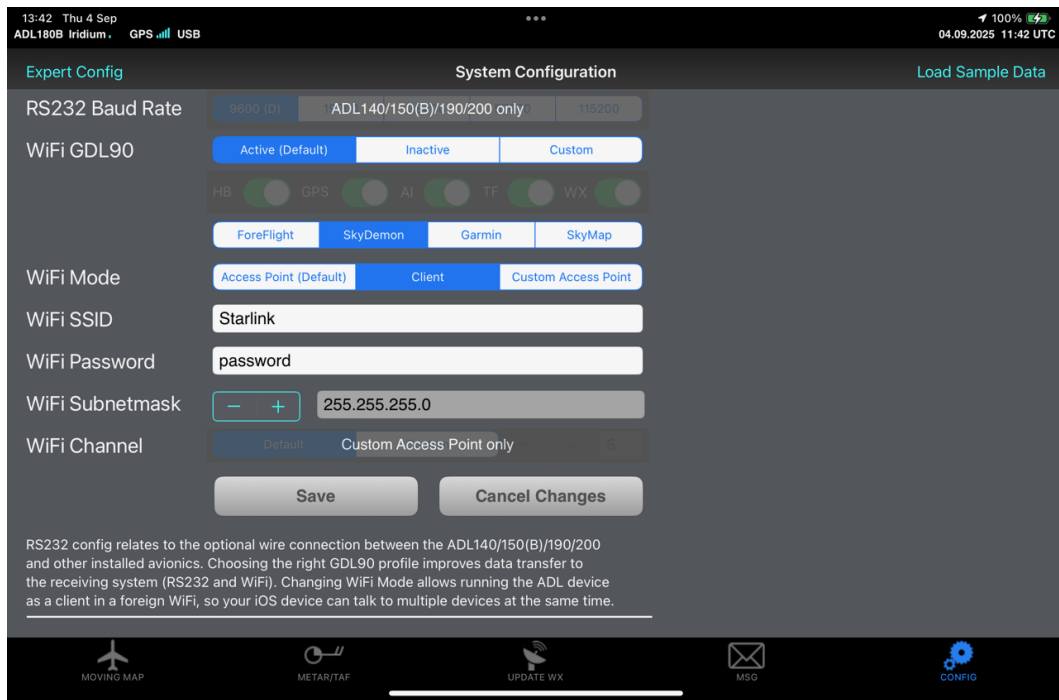 13:42 Thu 4 Sep
100%
ADL180B Iridium. GPS USB
04.09.2025 11:42 UTC
Expert Config
System Configuration
Load Sample Data
RS232 Baud Rate
9600 (D) ADL140/150(B)/190/200 only 115200
WiFi GDL90
Active (Default) Inactive Custom
HB GPS AI TF WX
ForeFlight SkyDemon Garmin SkyMap
WiFi Mode
Access Point (Default) Client Custom Access Point
WiFi SSID
Starlink
WiFi Password
password
WiFi Subnetmask
− + 255.255.255.0
WiFi Channel
Default Custom Access Point only 6
Save Cancel Changes
RS232 config relates to the optional wire connection between the ADL140/150(B)/190/200
and other installed avionics. Choosing the right GDL90 profile improves data transfer to
the receiving system (RS232 and WiFi). Changing WiFi Mode allows running the ADL device
as a client in a foreign WiFi, so your iOS device can talk to multiple devices at the same time.
MOVING MAP METAR/TAF UPDATE WX MSG CONFIG